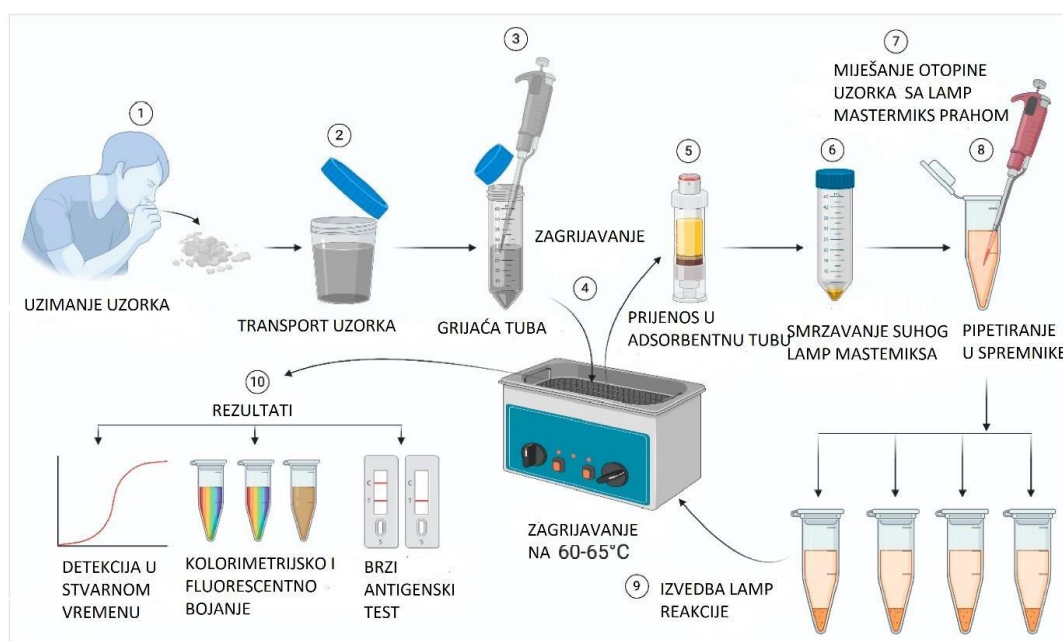 1
UZIMANJE UZORKA
2
TRANSPORT UZORKA
3
GRIJAĆA TUBA
ZAGRIJAVANJE
4
5
PRIJENOS U
ADSORBENTNU TUBU
6
SMRZAVANJE SUHOG
LAMP MASTEMIKSA
7
MIJEŠANJE OTOPINE
UZORKA SA LAMP
MASTERMIKS PRAHOM
8
PIPETIRANJE
U SPREMNIKE
9
IZVEDBA LAMP
REAKCIJE
ZAGRIJAVANJE
NA 60-65°C
10
REZULTATI
DETEKCIJA U
STVARNOM
VREMENU
KOLORIMETRIJSKO I
FLUORESCENTNO
BOJANJE
C
T
S
C
T
S
BRZI
ANTIGENSKI
TEST